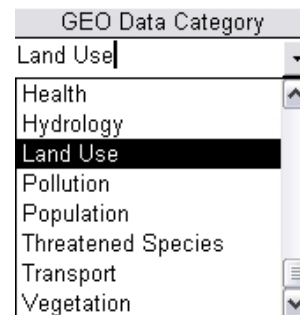 GEO Data Category
Land Use
Health
Hydrology
Land Use
Pollution
Population
Threatened Species
Transport
Vegetation